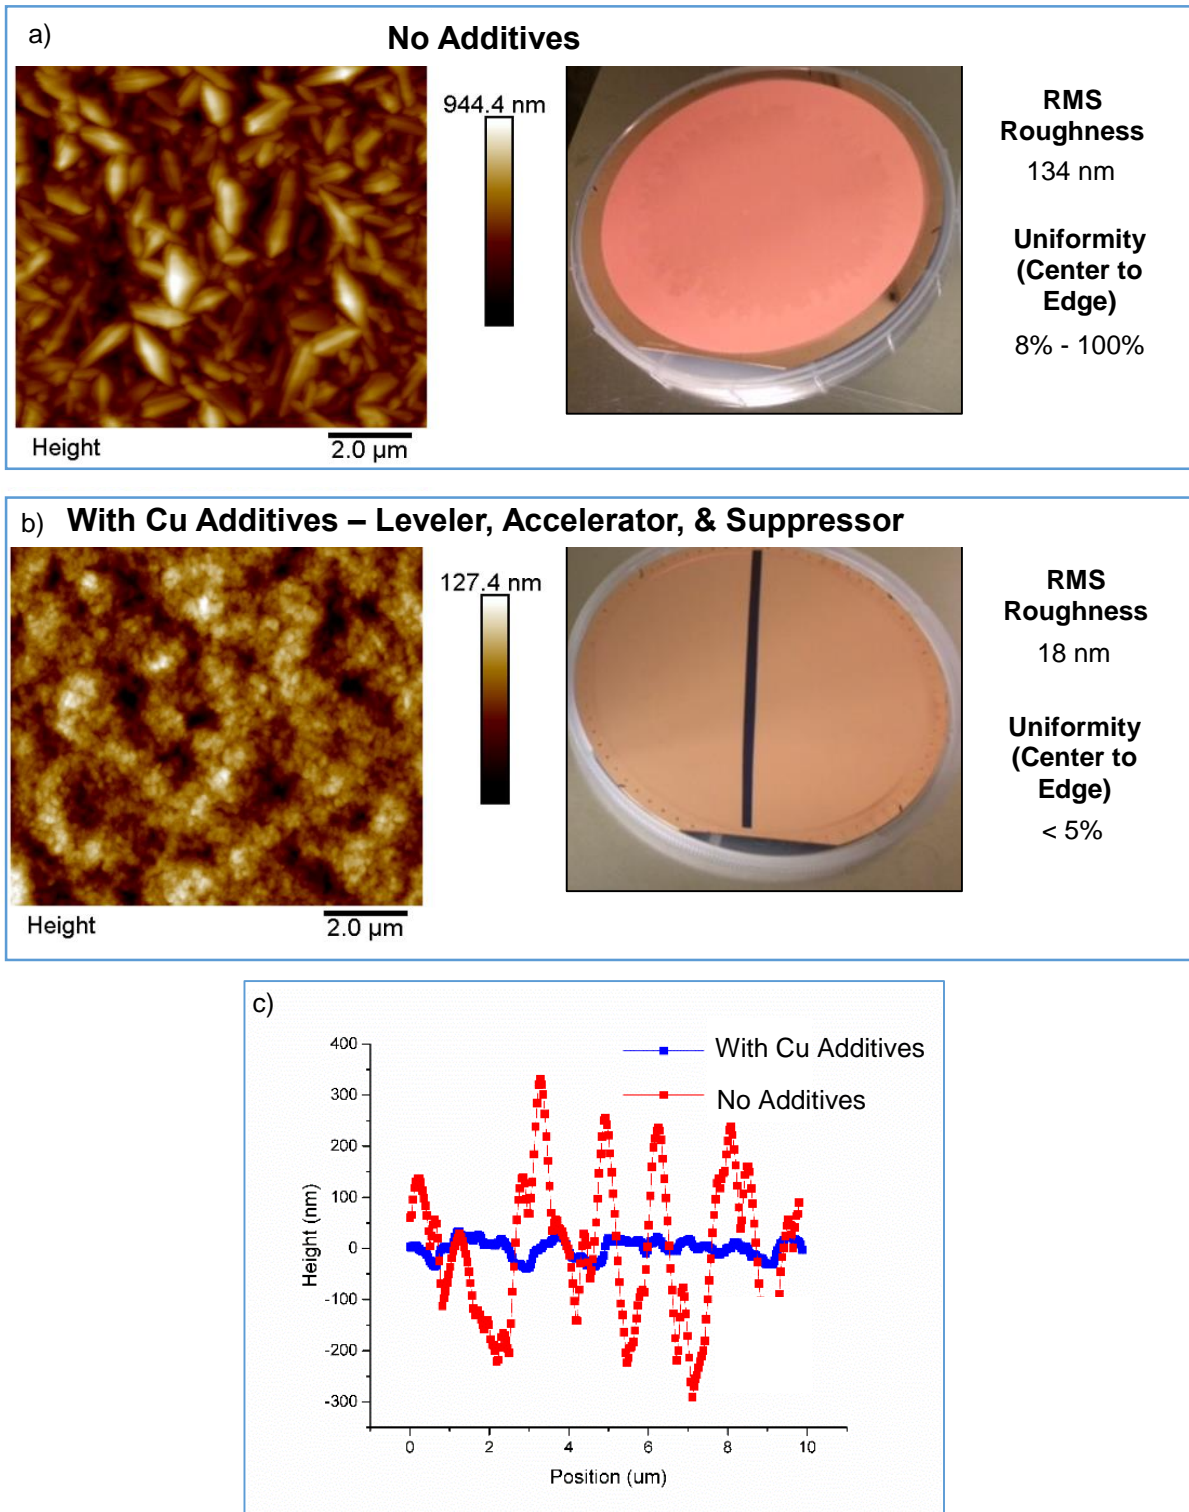 a)
No Additives
944.4 nm
Height
2.0 µm
RMS
Roughness
134 nm
Uniformity
(Center to
Edge)
8% - 100%
b)
With Cu Additives – Leveler, Accelerator, & Suppressor
127.4 nm
Height
2.0 µm
RMS
Roughness
18 nm
Uniformity
(Center to
Edge)
< 5%
c)
With Cu Additives
No Additives
Height (nm)
400
300
200
100
0
-100
-200
-300
0 2 4 6 8 10
Position (um)